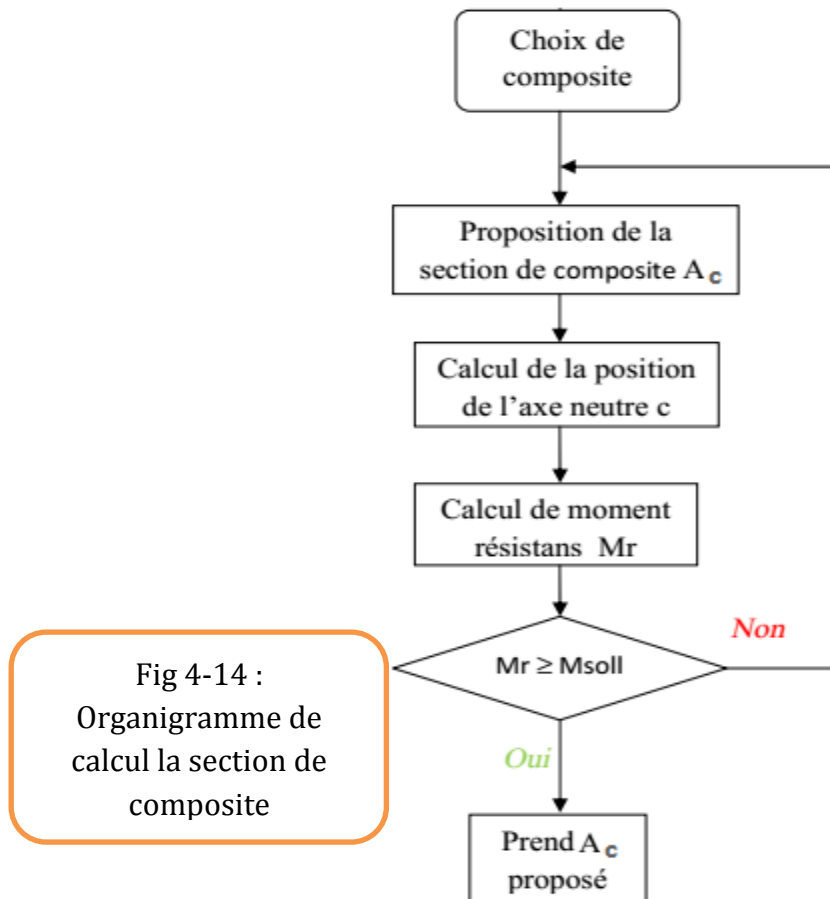 Choix de
composite
Proposition de la
section de composite A c
Calcul de la position
de l’axe neutre c
Calcul de moment
résistans Mr
Mr ≥ Msoll
Non
Oui
Prend A c
proposé
Fig 4-14 :
Organigramme de
calcul la section de
composite